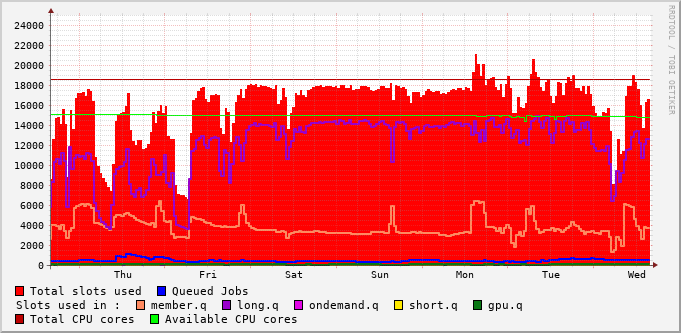 24000
22000
20000
18000
16000
14000
12000
10000
8000
6000
4000
2000
0
Thu Fri Sat Sun Mon Tue Wed
RRDTOOL / TOBI OETIKER
Total slots used Queued Jobs
Slots used in : member.q long.q ondemand.q short.q gpu.q
Total CPU cores Available CPU cores